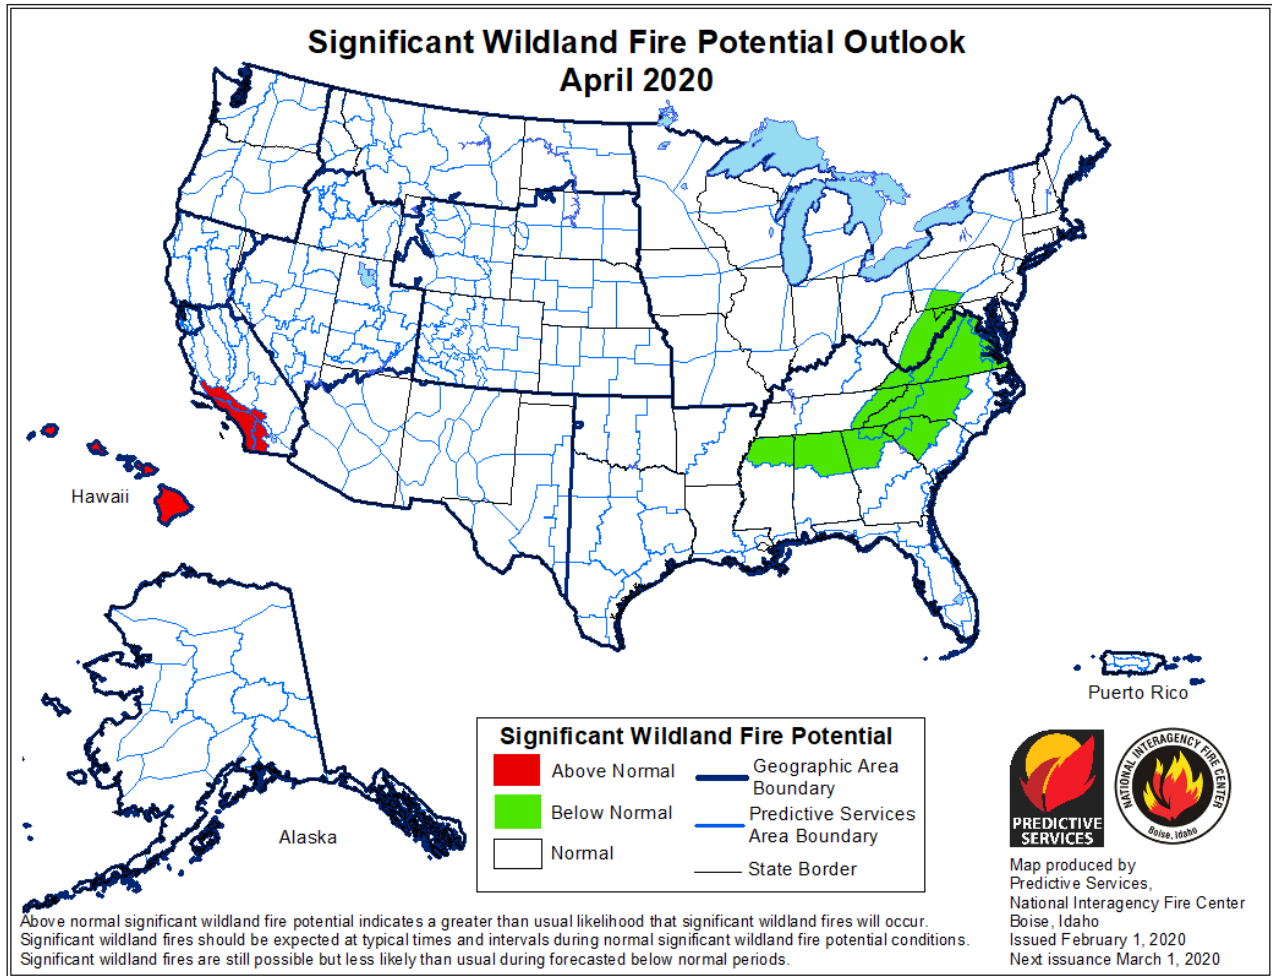 Significant Wildland Fire Potential Outlook
April 2020
Hawaii
Alaska
Puerto Rico
Significant Wildland Fire Potential
Above Normal
Below Normal
Normal
Geographic Area
Boundary
Predictive Services
Area Boundary
State Border
PREDICTIVE
SERVICES
NATIONAL INTERAGENCY FIRE CENTER
Boise, Idaho
Map produced by
Predictive Services,
National Interagency Fire Center
Boise, Idaho
Issued February 1, 2020
Next issuance March 1, 2020
Above normal significant wildland fire potential indicates a greater than usual likelihood that significant wildland fires will occur.
Significant wildland fires should be expected at typical times and intervals during normal significant wildland fire potential conditions.
Significant wildland fires are still possible but less likely than usual during forecasted below normal periods.